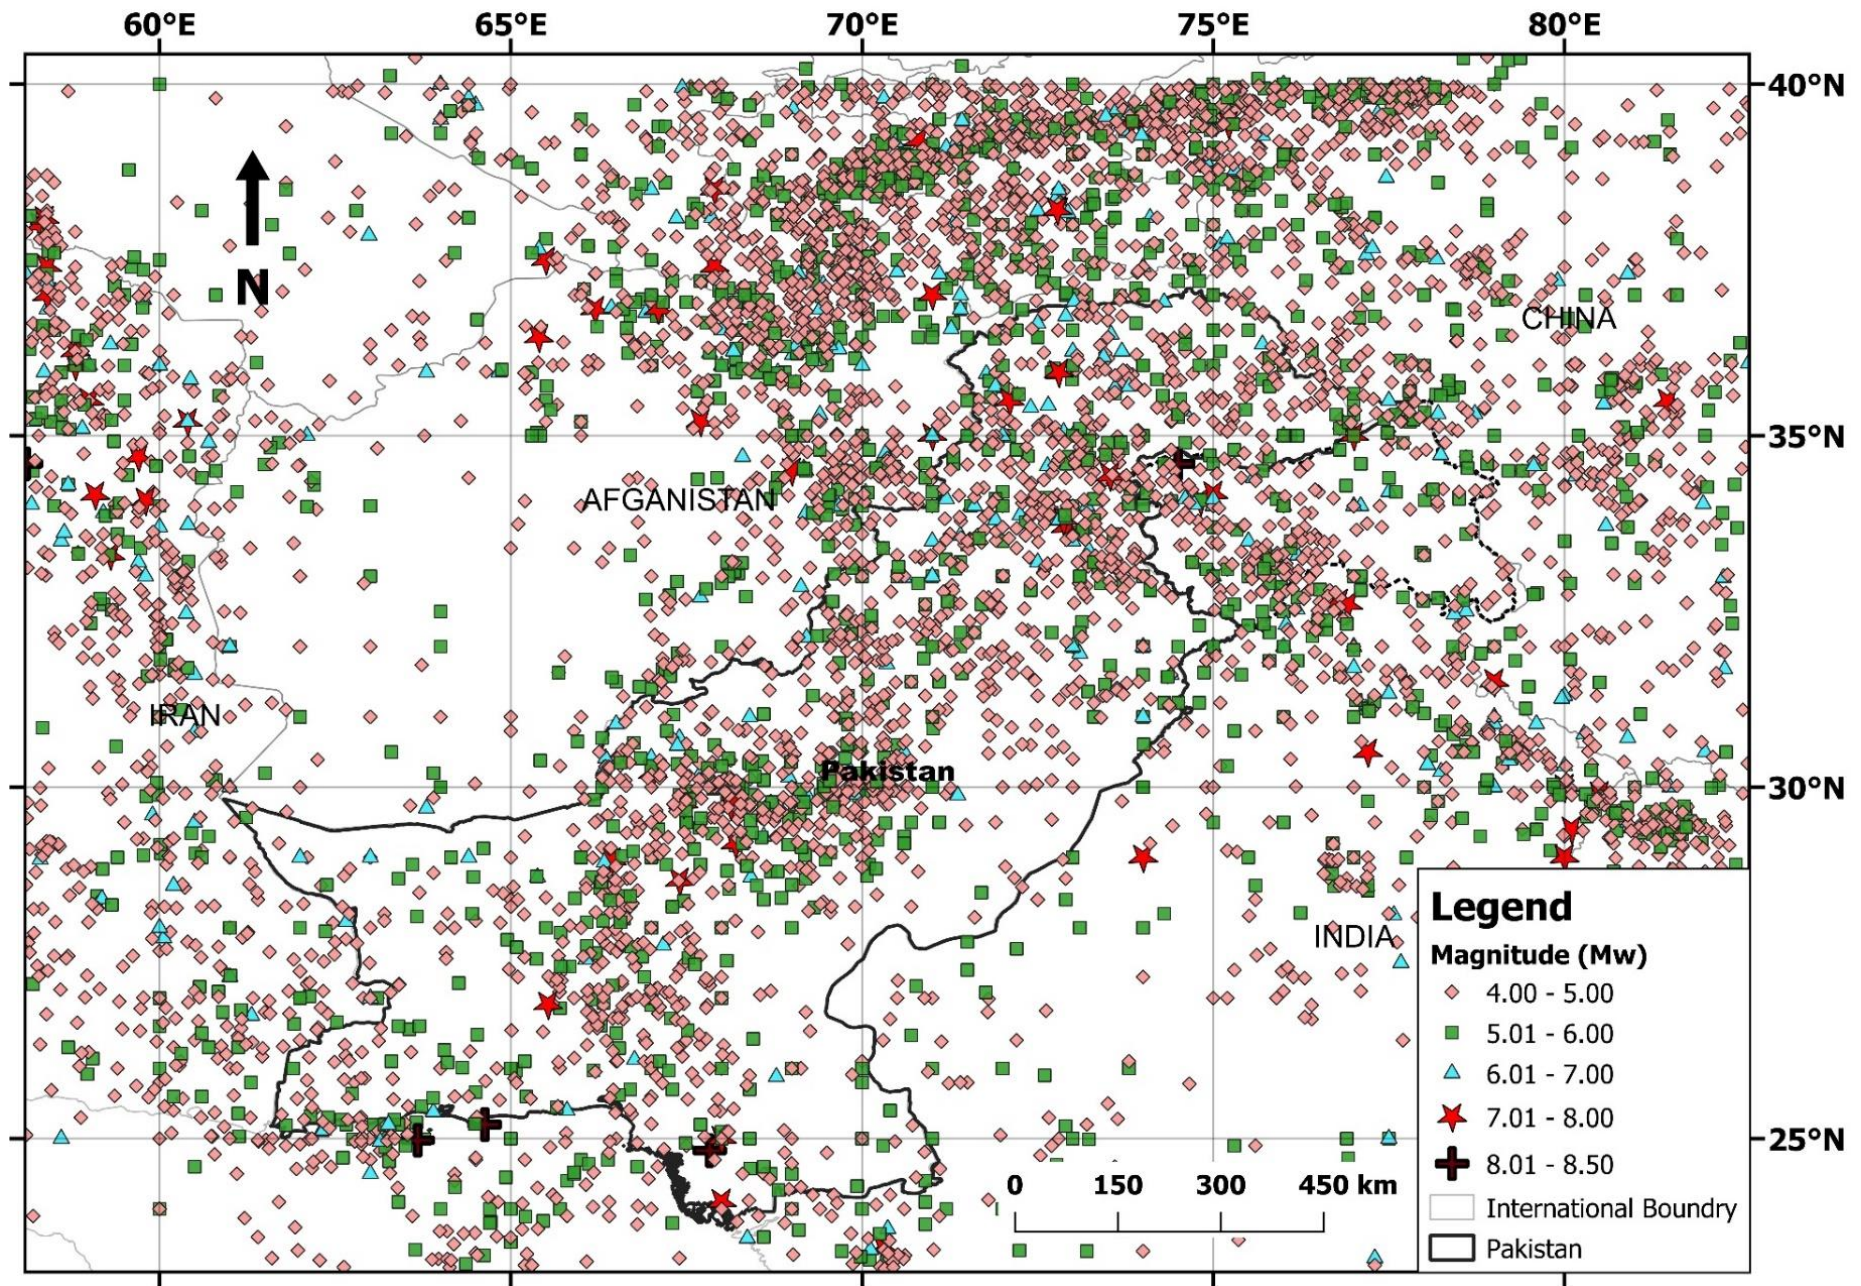 60°E 65°E 70°E 75°E 80°E
40°N
N
CHINA
35°N
AFGANISTAN
IRAN
Pakistan
30°N
Legend
Magnitude (Mw)
INDIA
4.00 - 5.00
5.01 - 6.00
6.01 - 7.00
7.01 - 8.00
25°N
8.01 - 8.50
0 150 300 450 km
International Boundry
Pakistan